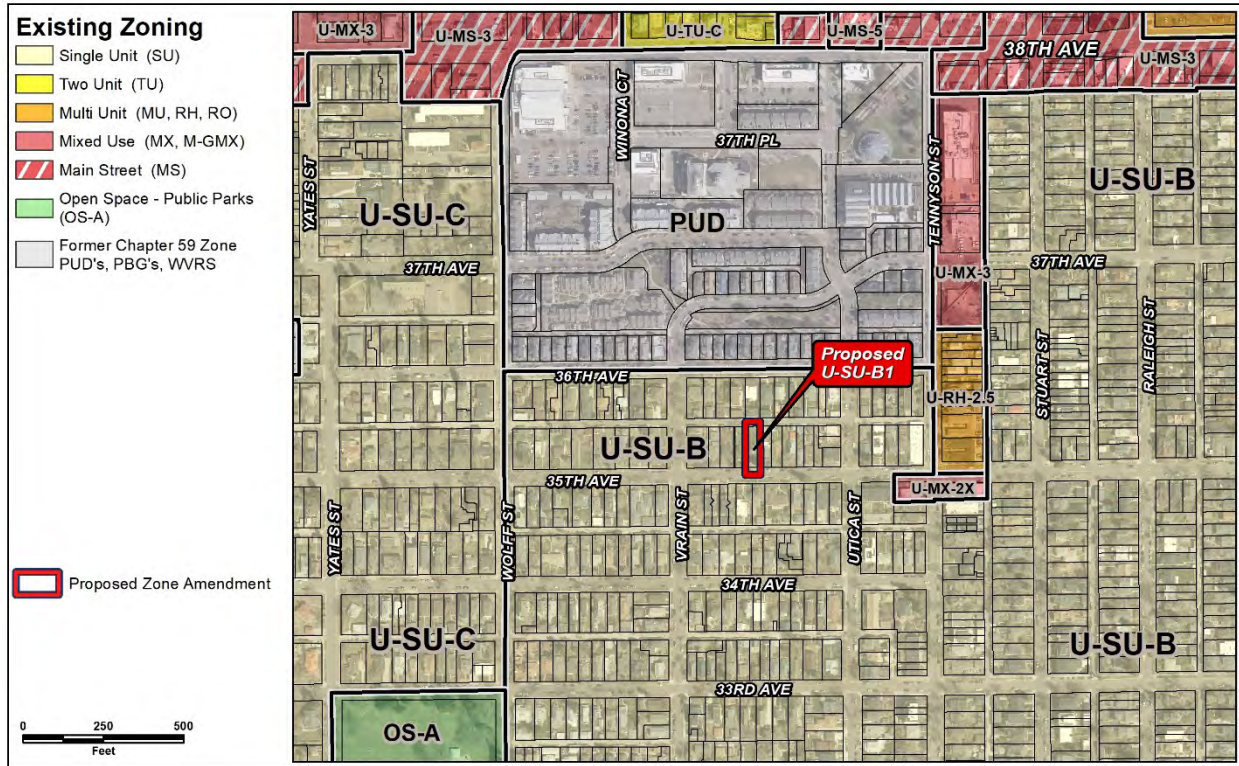 Existing Zoning
Single Unit (SU)
Two Unit (TU)
Multi Unit (MU, RH, RO)
Mixed Use (MX, M-GMX)
Main Street (MS)
Open Space - Public Parks
(OS-A)
Former Chapter 59 Zone
PUD's, PBG's, WVRS
Proposed Zone Amendment
0 250 500
Feet
U-MX-3
U-MS-3
U-TU-C
U-MS-5
38TH AVE
U-MS-3
WINONA CT
37TH PL
YATES ST
U-SU-C
PUD
TENNYSON ST
U-SU-B
37TH AVE
U-MX-3
37TH AVE
Proposed
U-SU-B1
36TH AVE
U-RH-2.5
STUART ST
RALEIGH ST
U-SU-B
35TH AVE
U-MX-2X
YATES ST
WOLFF ST
VRAIN ST
UTICA ST
34TH AVE
U-SU-C
U-SU-B
33RD AVE
OS-A